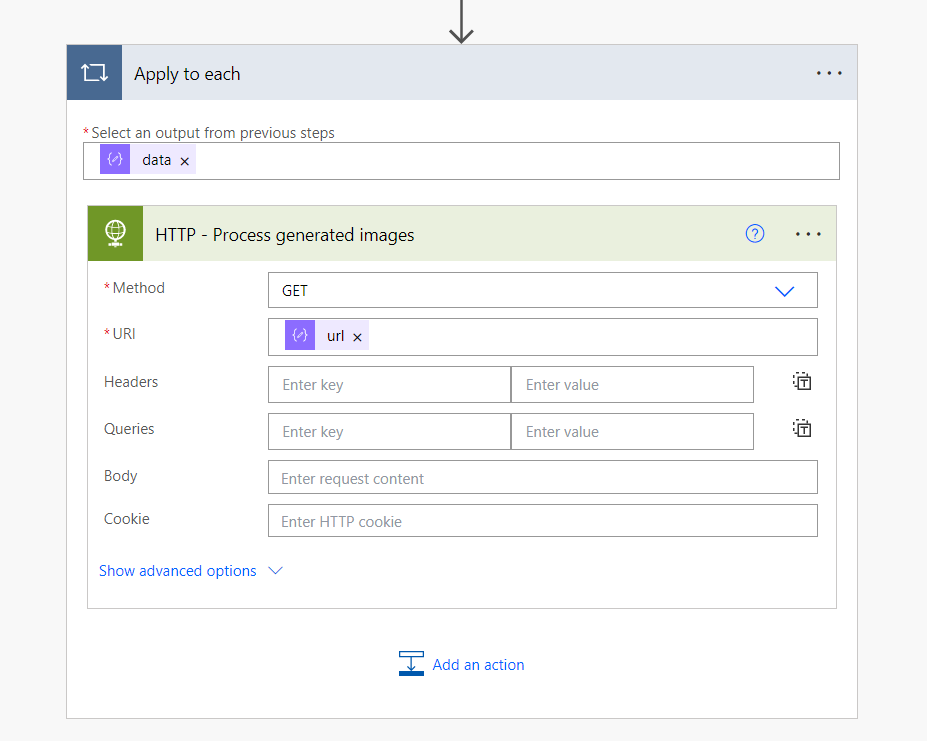 Apply to each
* Select an output from previous steps
data ×
HTTP - Process generated images
* Method GET
* URI url ×
Headers Enter key Enter value
Queries Enter key Enter value
Body Enter request content
Cookie Enter HTTP cookie
Show advanced options
Add an action